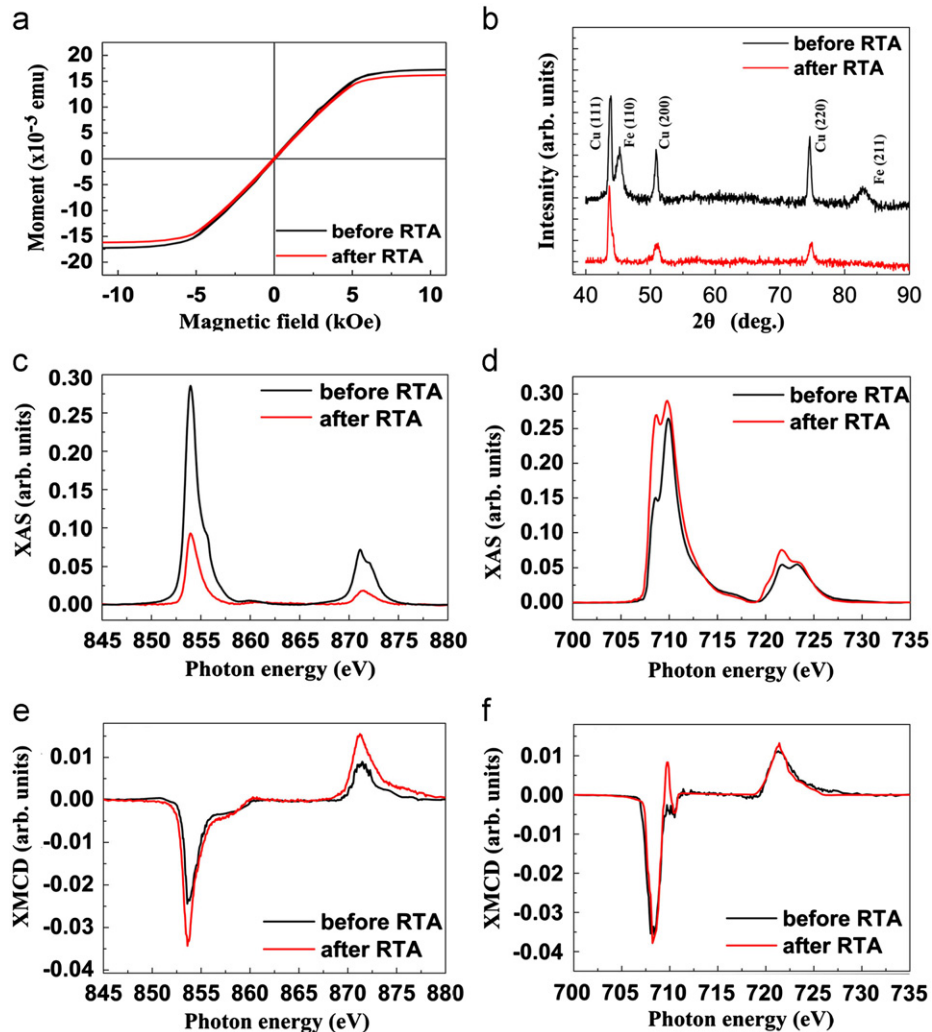 a
Moment (x10⁻⁵ emu)
20
15
10
5
0
-5
-10
-15
-20
before RTA
after RTA
-10 -5 0 5 10
Magnetic field (kOe)
b
Intesnity (arb. units)
before RTA
after RTA
Cu (111)
Fe (110)
Cu (200)
Cu (220)
Fe (211)
40 50 60 70 80 90
2θ (deg.)
c
XAS (arb. units)
0.30
0.25
0.20
0.15
0.10
0.05
0.00
before RTA
after RTA
845 850 855 860 865 870 875 880
Photon energy (eV)
d
XAS (arb. units)
0.30
0.25
0.20
0.15
0.10
0.05
0.00
before RTA
after RTA
700 705 710 715 720 725 730 735
Photon energy (eV)
e
XMCD (arb. units)
0.01
0.00
-0.01
-0.02
-0.03
-0.04
before RTA
after RTA
845 850 855 860 865 870 875 880
Photon energy (eV)
f
XMCD (arb. units)
0.01
0.00
-0.01
-0.02
-0.03
-0.04
before RTA
after RTA
700 705 710 715 720 725 730 735
Photon energy (eV)